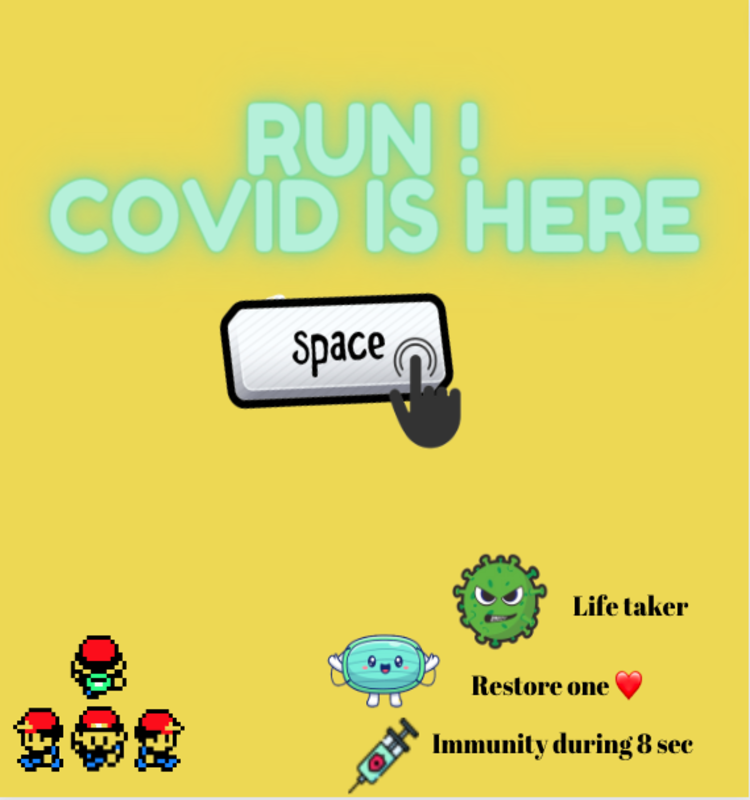 RUN !
COVID IS HERE
Space
Life taker
Restore one ❤️
Immunity during 8 sec